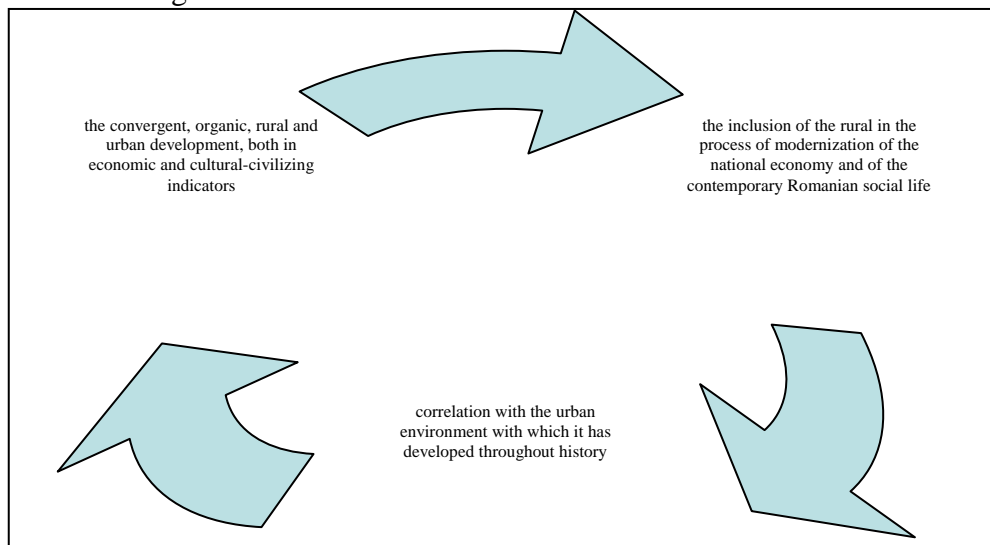 the convergent, organic, rural and
urban development, both in
economic and cultural-civilizing
indicators
the inclusion of the rural in the
process of modernization of the
national economy and of the
contemporary Romanian social life
correlation with the urban
environment with which it has
developed throughout history